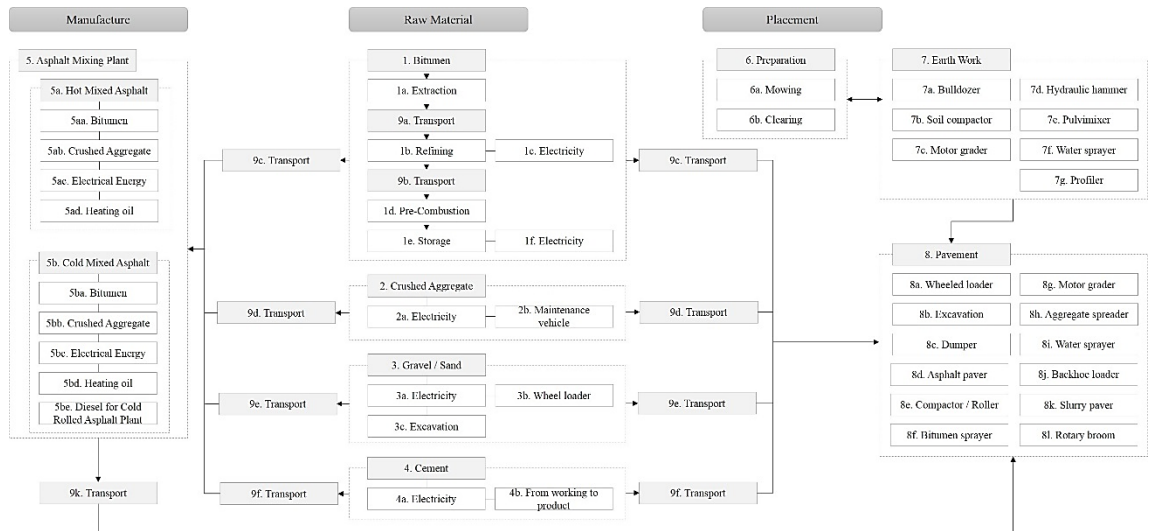 Manufacture
Raw Material
Placement
5. Asphalt Mixing Plant
5a. Hot Mixed Asphalt
5aa. Bitumen
5ab. Crushed Aggregate
5ac. Electrical Energy
5ad. Heating oil
5b. Cold Mixed Asphalt
5ba. Bitumen
5bb. Crushed Aggregate
5bc. Electrical Energy
5bd. Heating oil
5be. Diesel for Cold
Rolled Asphalt Plant
9k. Transport
9c. Transport
9d. Transport
9e. Transport
9f. Transport
1. Bitumen
1a. Extraction
9a. Transport
1b. Refining
1c. Electricity
9b. Transport
1d. Pre-Combustion
1e. Storage
1f. Electricity
2. Crushed Aggregate
2a. Electricity
2b. Maintenance
vehicle
3. Gravel / Sand
3a. Electricity
3b. Wheel loader
3c. Excavation
4. Cement
4a. Electricity
4b. From working to
product
9c. Transport
9d. Transport
9e. Transport
9f. Transport
6. Preparation
6a. Mowing
6b. Clearing
7. Earth Work
7a. Bulldozer
7b. Soil compactor
7c. Motor grader
7d. Hydraulic hammer
7e. Pulvimixer
7f. Water sprayer
7g. Profiler
8. Pavement
8a. Wheeled loader
8b. Excavation
8c. Dumper
8d. Asphalt paver
8e. Compactor / Roller
8f. Bitumen sprayer
8g. Motor grader
8h. Aggregate spreader
8i. Water sprayer
8j. Backhoe loader
8k. Slurry paver
8l. Rotary broom